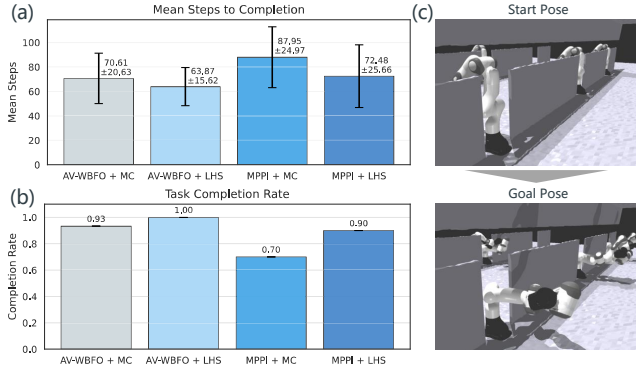 (a)
Mean Steps to Completion
Mean Steps
100
80
60
40
20
0
70.61
±20,63
63,87
±15.62
87,95
±24,97
72.48
±25.66
AV-WBFO + MC
AV-WBFO + LHS
MPPI + MC
MPPI + LHS
(b)
Task Completion Rate
Completion Rate
1.0
0.8
0.6
0.4
0.2
0.0
0.93
1,00
0.70
0.90
AV-WBFO + MC
AV-WBFO + LHS
MPPI + MC
MPPI + LHS
(c)
Start Pose
Goal Pose